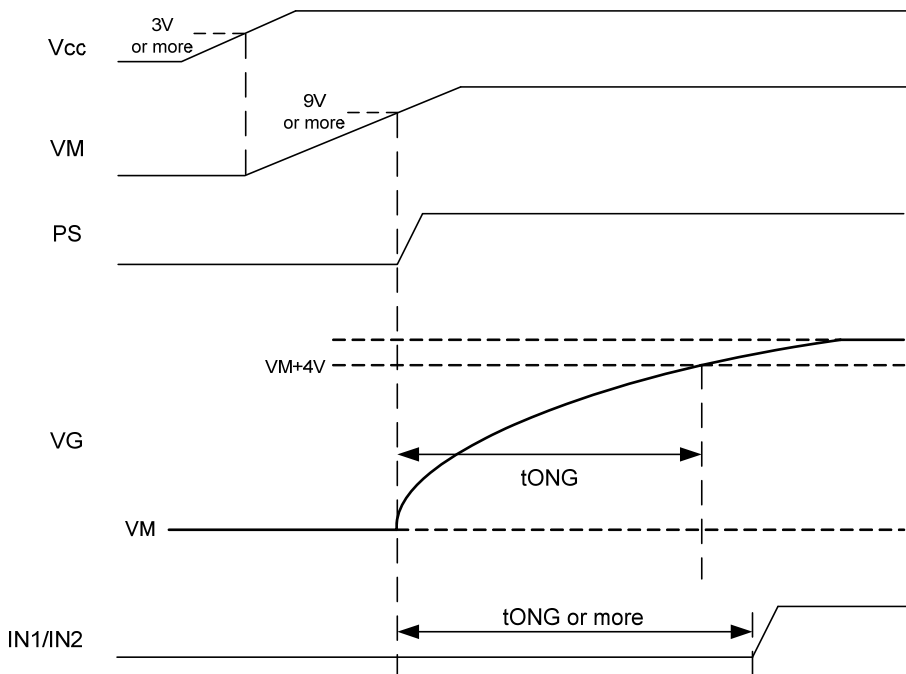 3V
or more
Vcc
9V
or more
VM
PS
VM+4V
VG
tONG
VM
tONG or more
IN1/IN2